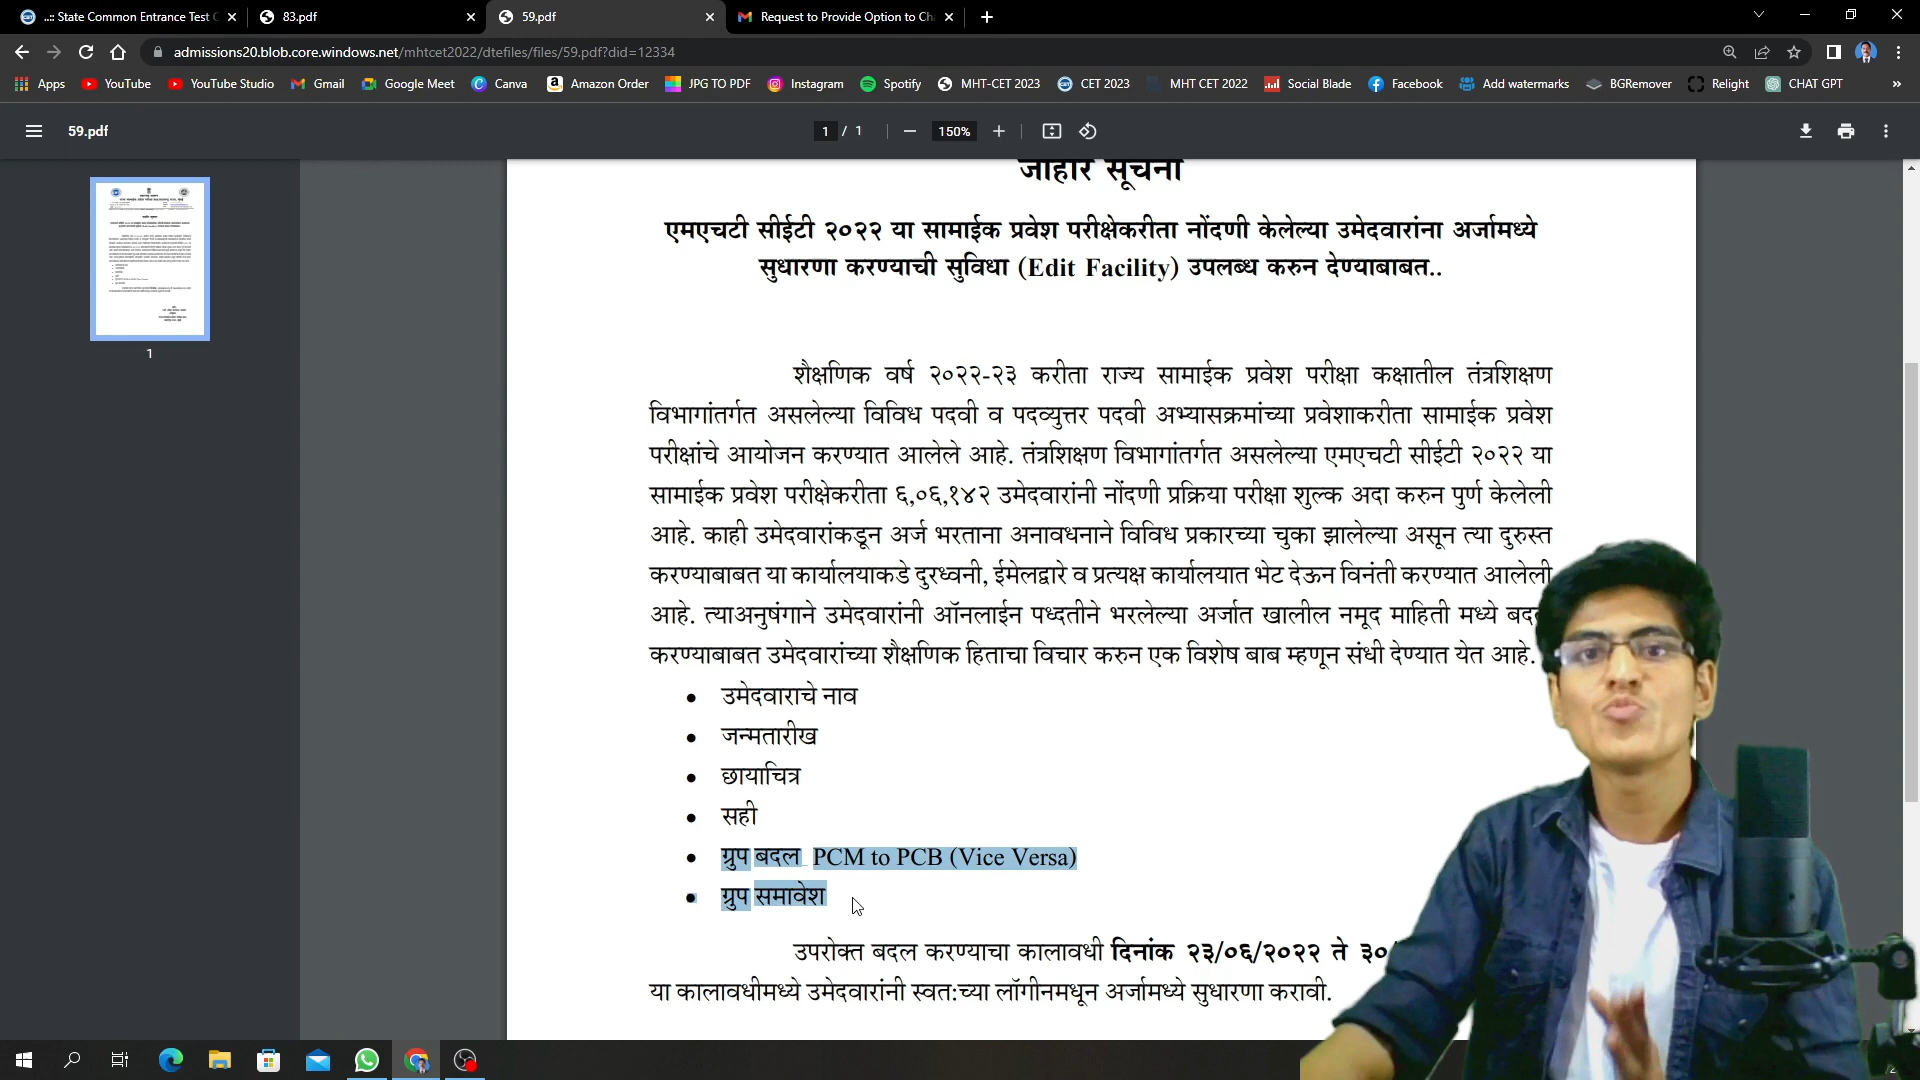 ..:: State Common Entrance Test C
83.pdf
59.pdf
Request to Provide Option to Ch
admissions20.blob.core.windows.net/mhtcet2022/dtefiles/files/59.pdf?did=12334
Apps YouTube YouTube Studio Gmail Google Meet Canva Amazon Order JPG TO PDF Instagram Spotify MHT-CET 2023 CET 2023 MHT CET 2022 Social Blade Facebook Add watermarks BGRemover Relight CHAT GPT »
59.pdf 1 / 1 150%
1
जाहीर सूचना
एमएचटी सीईटी २०२२ या सामाईक प्रवेश परीक्षेकरीता नोंदणी केलेल्या उमेदवारांना अर्जामध्ये
सुधारणा करण्याची सुविधा (Edit Facility) उपलब्ध करुन देण्याबाबत..
शैक्षणिक वर्ष २०२२-२३ करीता राज्य सामाईक प्रवेश परीक्षा कक्षातील तंत्रशिक्षण
विभागांतर्गत असलेल्या विविध पदवी व पदव्युत्तर पदवी अभ्यासक्रमांच्या प्रवेशाकरीता सामाईक प्रवेश
परीक्षांचे आयोजन करण्यात आलेले आहे. तंत्रशिक्षण विभागांतर्गत असलेल्या एमएचटी सीईटी २०२२ या
सामाईक प्रवेश परीक्षेकरीता ६,०६,१४२ उमेदवारांनी नोंदणी प्रक्रिया परीक्षा शुल्क अदा करुन पुर्ण केलेली
आहे. काही उमेदवारांकडून अर्ज भरताना अनावधनाने विविध प्रकारच्या चुका झालेल्या असून त्या दुरुस्त
करण्याबाबत या कार्यालयाकडे दुरध्वनी, ईमेलद्वारे व प्रत्यक्ष कार्यालयात भेट देऊन विनंती करण्यात आलेली
आहे. त्याअनुषंगाने उमेदवारांनी ऑनलाईन पध्दतीने भरलेल्या अर्जात खालील नमूद माहिती मध्ये
करण्याबाबत उमेदवारांच्या शैक्षणिक हिताचा विचार करुन एक विशेष बाब म्हणून संधी देण्यात येत आहे.
• उमेदवाराचे नाव
• जन्मतारीख
• छायाचित्र
• सही
• ग्रुप बदल PCM to PCB (Vice Versa)
• ग्रुप समावेश
उपरोक्त बदल करण्याचा कालावधी दिनांक २३/०६/२०२२ ते ३०/
या कालावधीमध्ये उमेदवारांनी स्वत:च्या लॉगीनमधून अर्जामध्ये सुधारणा करावी.